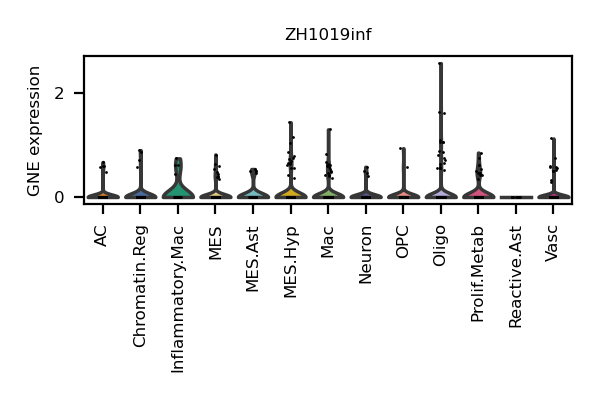 ZH1019inf
GNE expression
2
0
AC
Chromatin.Reg
Inflammatory.Mac
MES
MES.Ast
MES.Hyp
Mac
Neuron
OPC
Oligo
Prolif.Metab
Reactive.Ast
Vasc